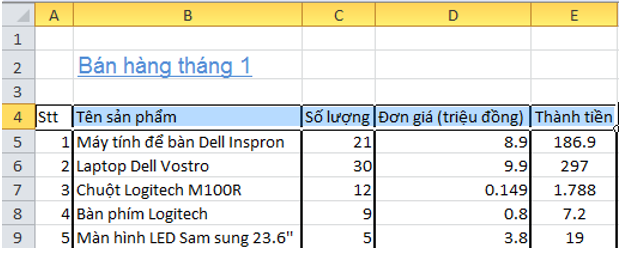 A B C D E
1
2 Bán hàng tháng 1
3
4 Stt Tên sản phẩm Số lượng Đơn giá (triệu đồng) Thành tiền
5 1 Máy tính để bàn Dell Inspron 21 8.9 186.9
6 2 Laptop Dell Vostro 30 9.9 297
7 3 Chuột Logitech M100R 12 0.149 1.788
8 4 Bàn phím Logitech 9 0.8 7.2
9 5 Màn hình LED Sam sung 23.6" 5 3.8 19